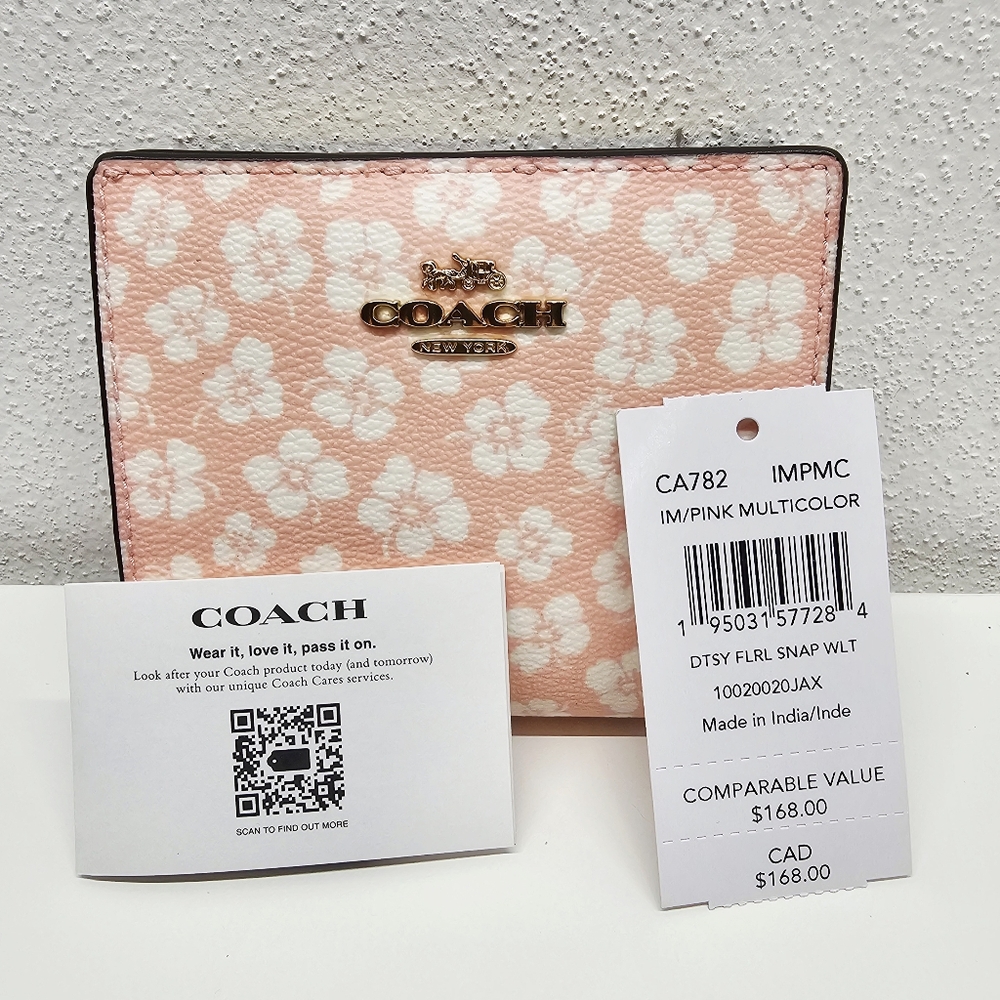 COACH
NEW YORK
COACH
Wear it, love it, pass it on.
Look after your Coach product today (and tomorrow)
with our unique Coach Cares services.
SCAN TO FIND OUT MORE
CA782 IMPMC
IM/PINK MULTICOLOR
1 95031 57728 4
DTSY FLRL SNAP WLT
10020020JAX
Made in India/Inde
COMPARABLE VALUE
$168.00
CAD
$168.00